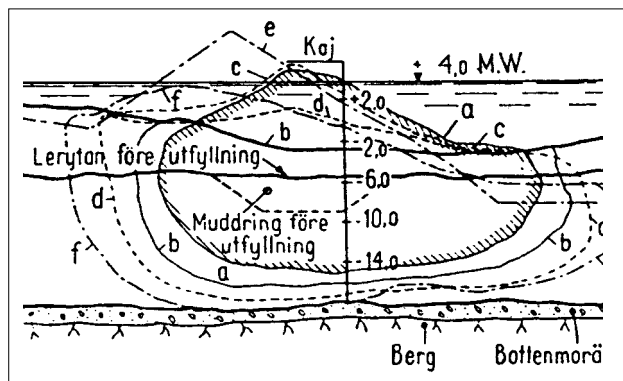 e
Kaj
+ 4,0 M.W.
c
f
+2,0
d
a
c
b
2,0
Lerytan före utfyllning
6,0
d
Muddring före
utfyllning
10,0
f
b
b
a
14,0
Berg
Bottenmorä